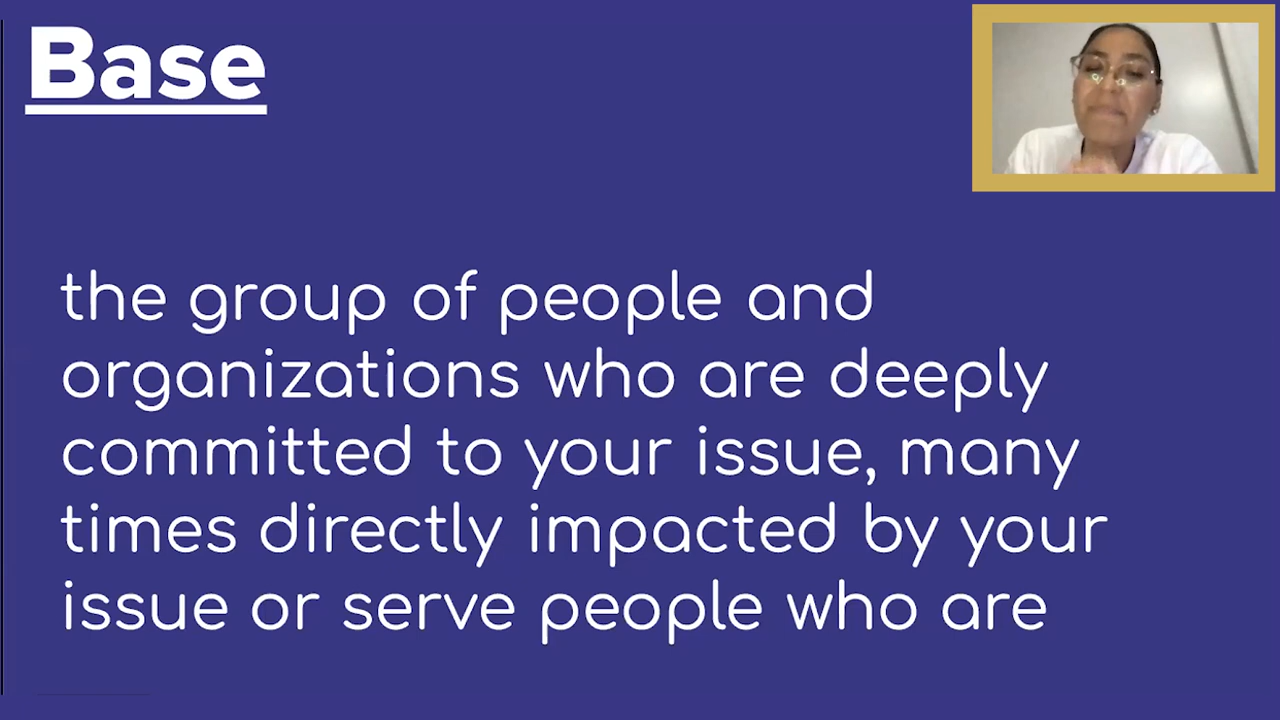 Base
the group of people and
organizations who are deeply
committed to your issue, many
times directly impacted by your
issue or serve people who are